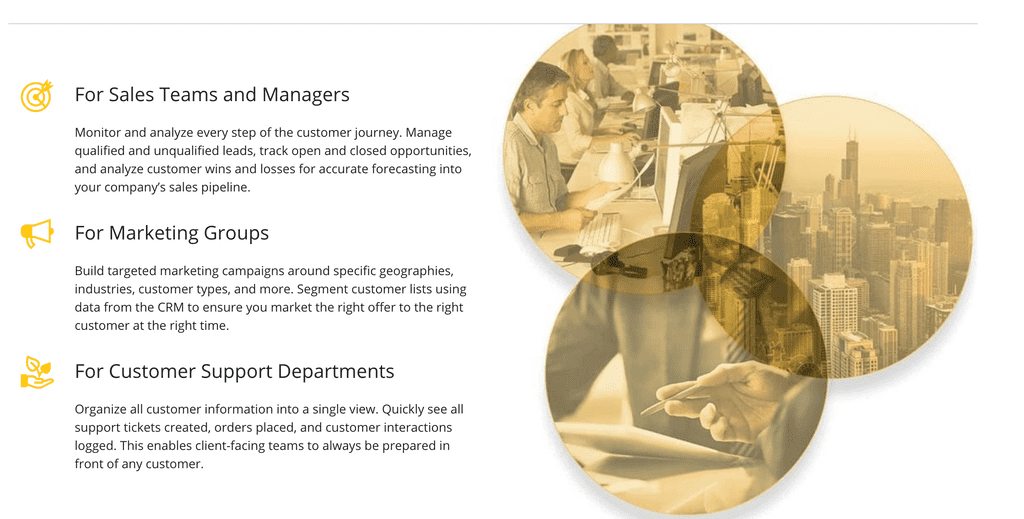 For Sales Teams and Managers
Monitor and analyze every step of the customer journey. Manage
qualified and unqualified leads, track open and closed opportunities,
and analyze customer wins and losses for accurate forecasting into
your company’s sales pipeline.
For Marketing Groups
Build targeted marketing campaigns around specific geographies,
industries, customer types, and more. Segment customer lists using
data from the CRM to ensure you market the right offer to the right
customer at the right time.
For Customer Support Departments
Organize all customer information into a single view. Quickly see all
support tickets created, orders placed, and customer interactions
logged. This enables client-facing teams to always be prepared in
front of any customer.